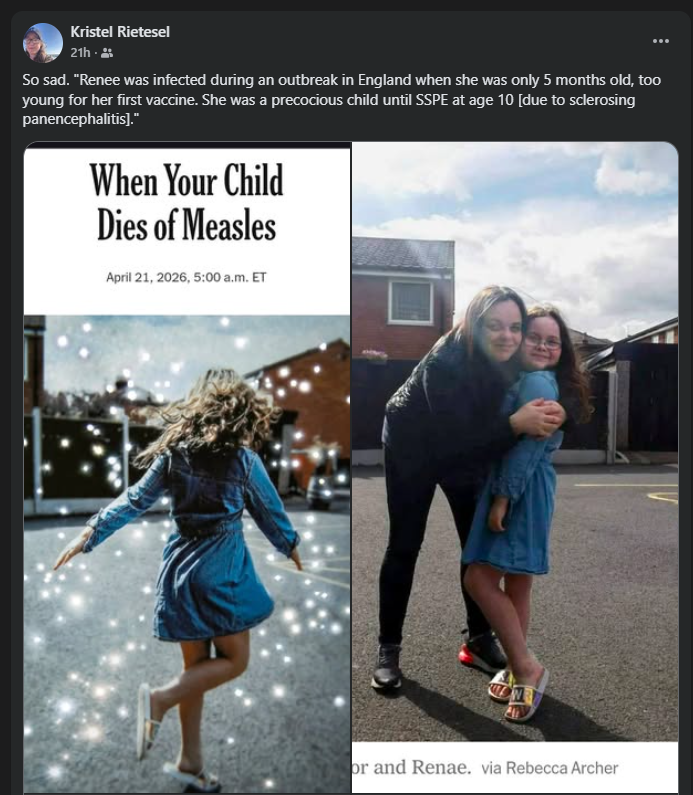 Kristel Rietesel
21h ·
So sad. "Renee was infected during an outbreak in England when she was only 5 months old, too
young for her first vaccine. She was a precocious child until SSPE at age 10 [due to sclerosing
panencephalitis]."
When Your Child
Dies of Measles
April 21, 2026, 5:00 a.m. ET
or and Renae. via Rebecca Archer